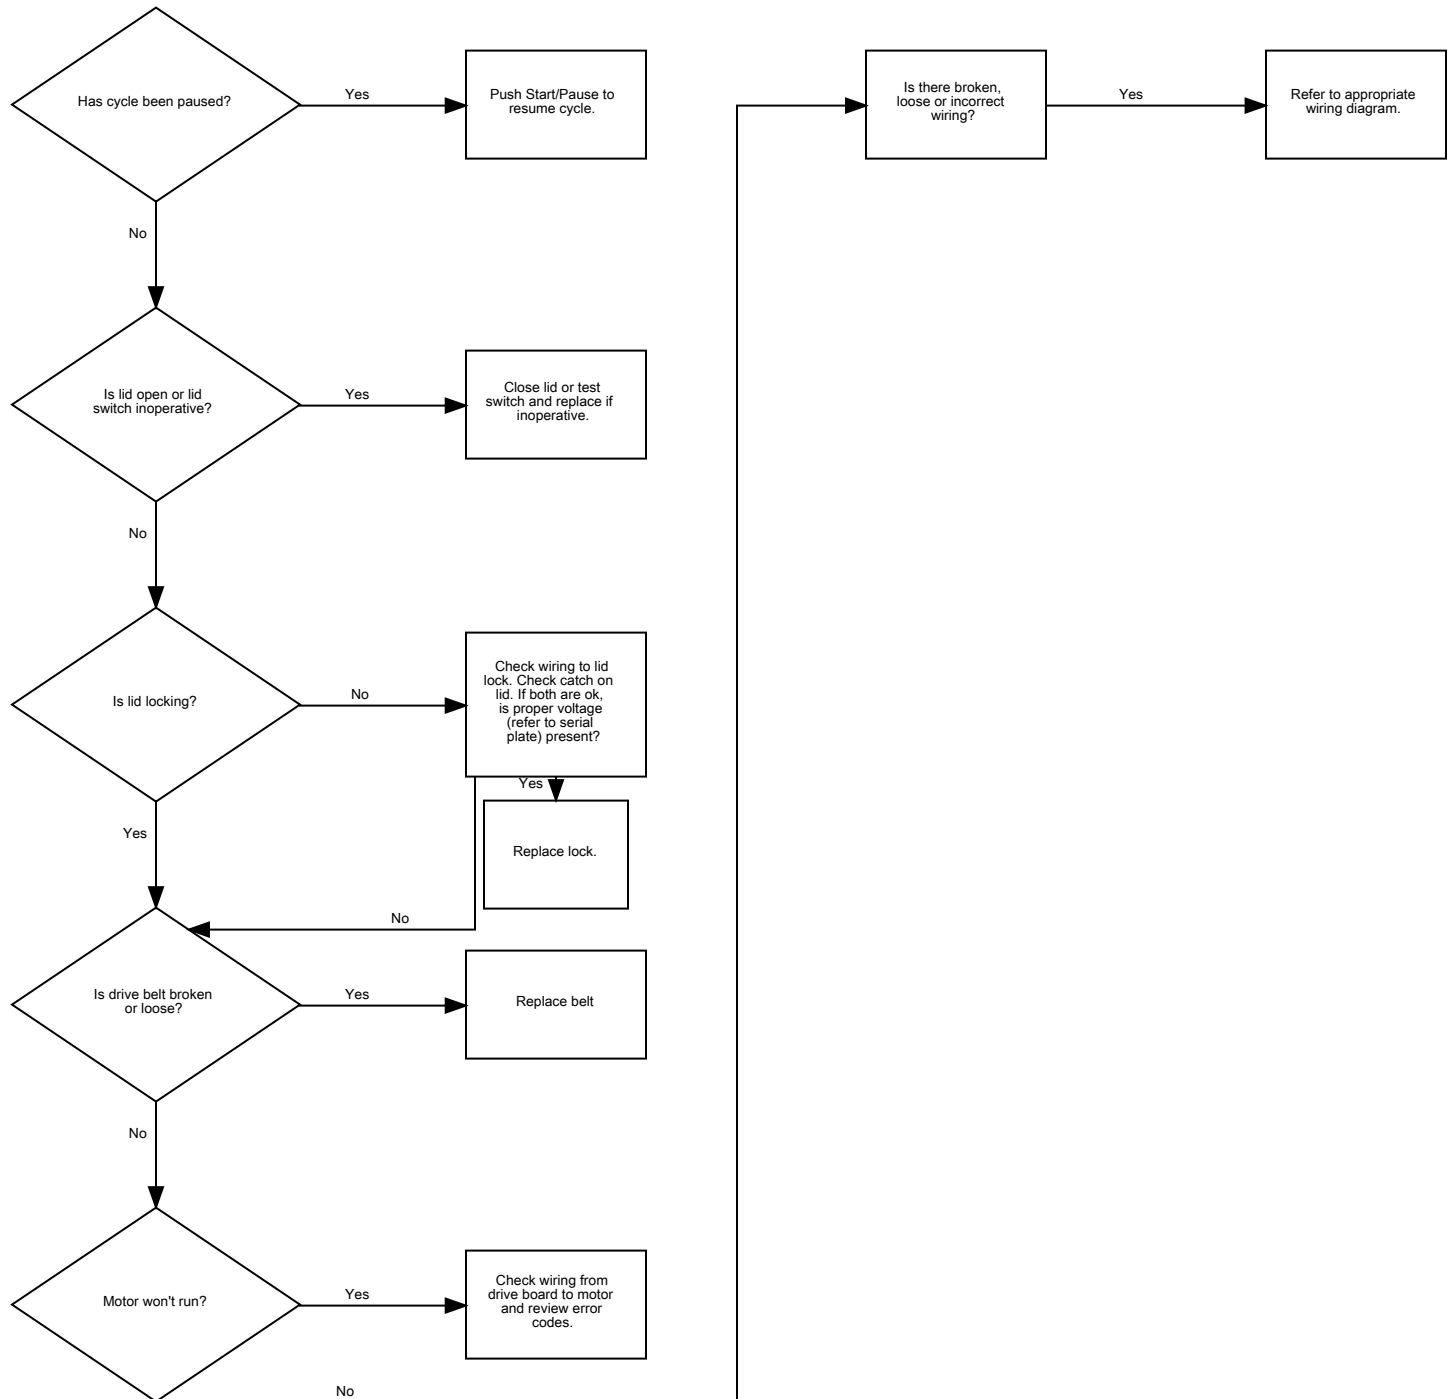 Has cycle been paused?
Yes
Push Start/Pause to
resume cycle.
No
Is lid open or lid
switch inoperative?
Yes
Close lid or test
switch and replace if
inoperative.
No
Is lid locking?
No
Check wiring to lid
lock. Check catch on
lid. If both are ok,
is proper voltage
(refer to serial
plate) present?
Yes
Replace lock.
Yes
No
Is drive belt broken
or loose?
Yes
Replace belt
No
Motor won't run?
Yes
Check wiring from
drive board to motor
and review error
codes.
No
Is there broken,
loose or incorrect
wiring?
Yes
Refer to appropriate
wiring diagram.